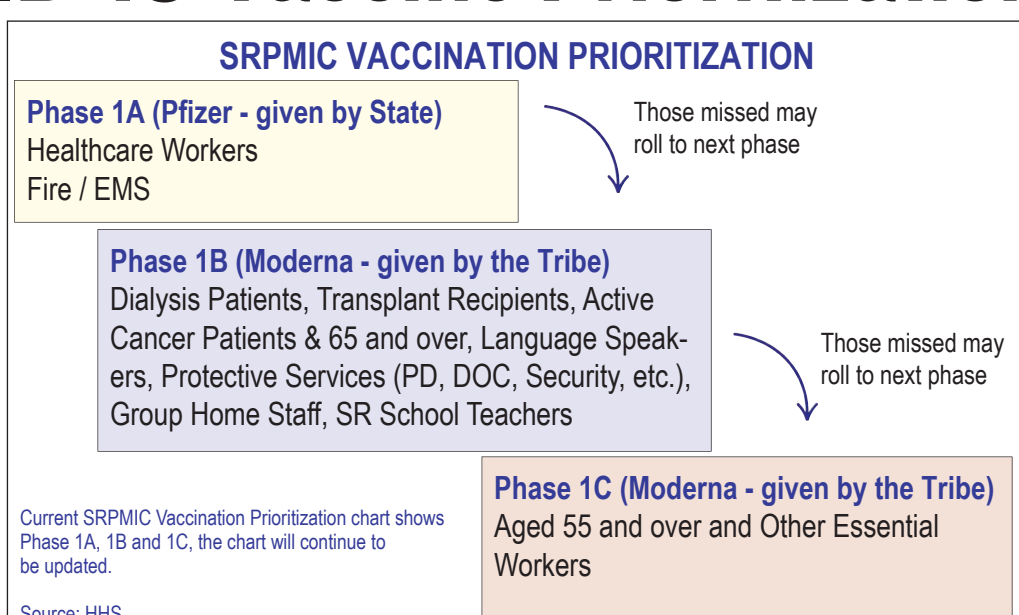 SRPMIC VACCINATION PRIORITIZATION
Phase 1A (Pfizer - given by State)
Healthcare Workers
Fire / EMS
Those missed may
roll to next phase
Phase 1B (Moderna - given by the Tribe)
Dialysis Patients, Transplant Recipients, Active
Cancer Patients & 65 and over, Language Speak-
ers, Protective Services (PD, DOC, Security, etc.),
Group Home Staff, SR School Teachers
Those missed may
roll to next phase
Phase 1C (Moderna - given by the Tribe)
Aged 55 and over and Other Essential
Workers
Current SRPMIC Vaccination Prioritization chart shows
Phase 1A, 1B and 1C, the chart will continue to
be updated.
Source: HHS